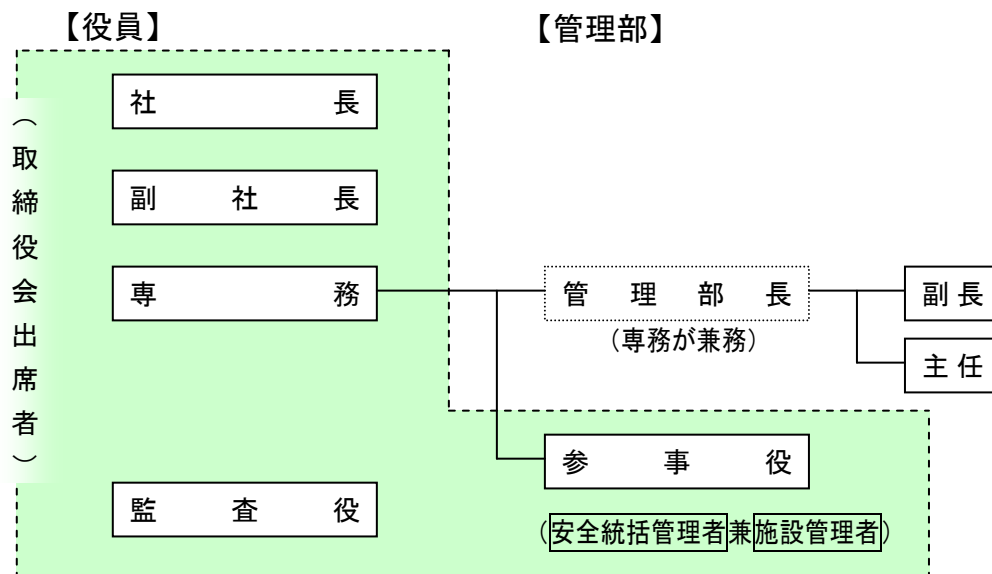 【役員】
【管理部】
(取締役会出席者)
社長
副社長
専務
管理部長
(専務が兼務)
副長
主任
参事役
監査役
(安全統括管理者兼施設管理者)